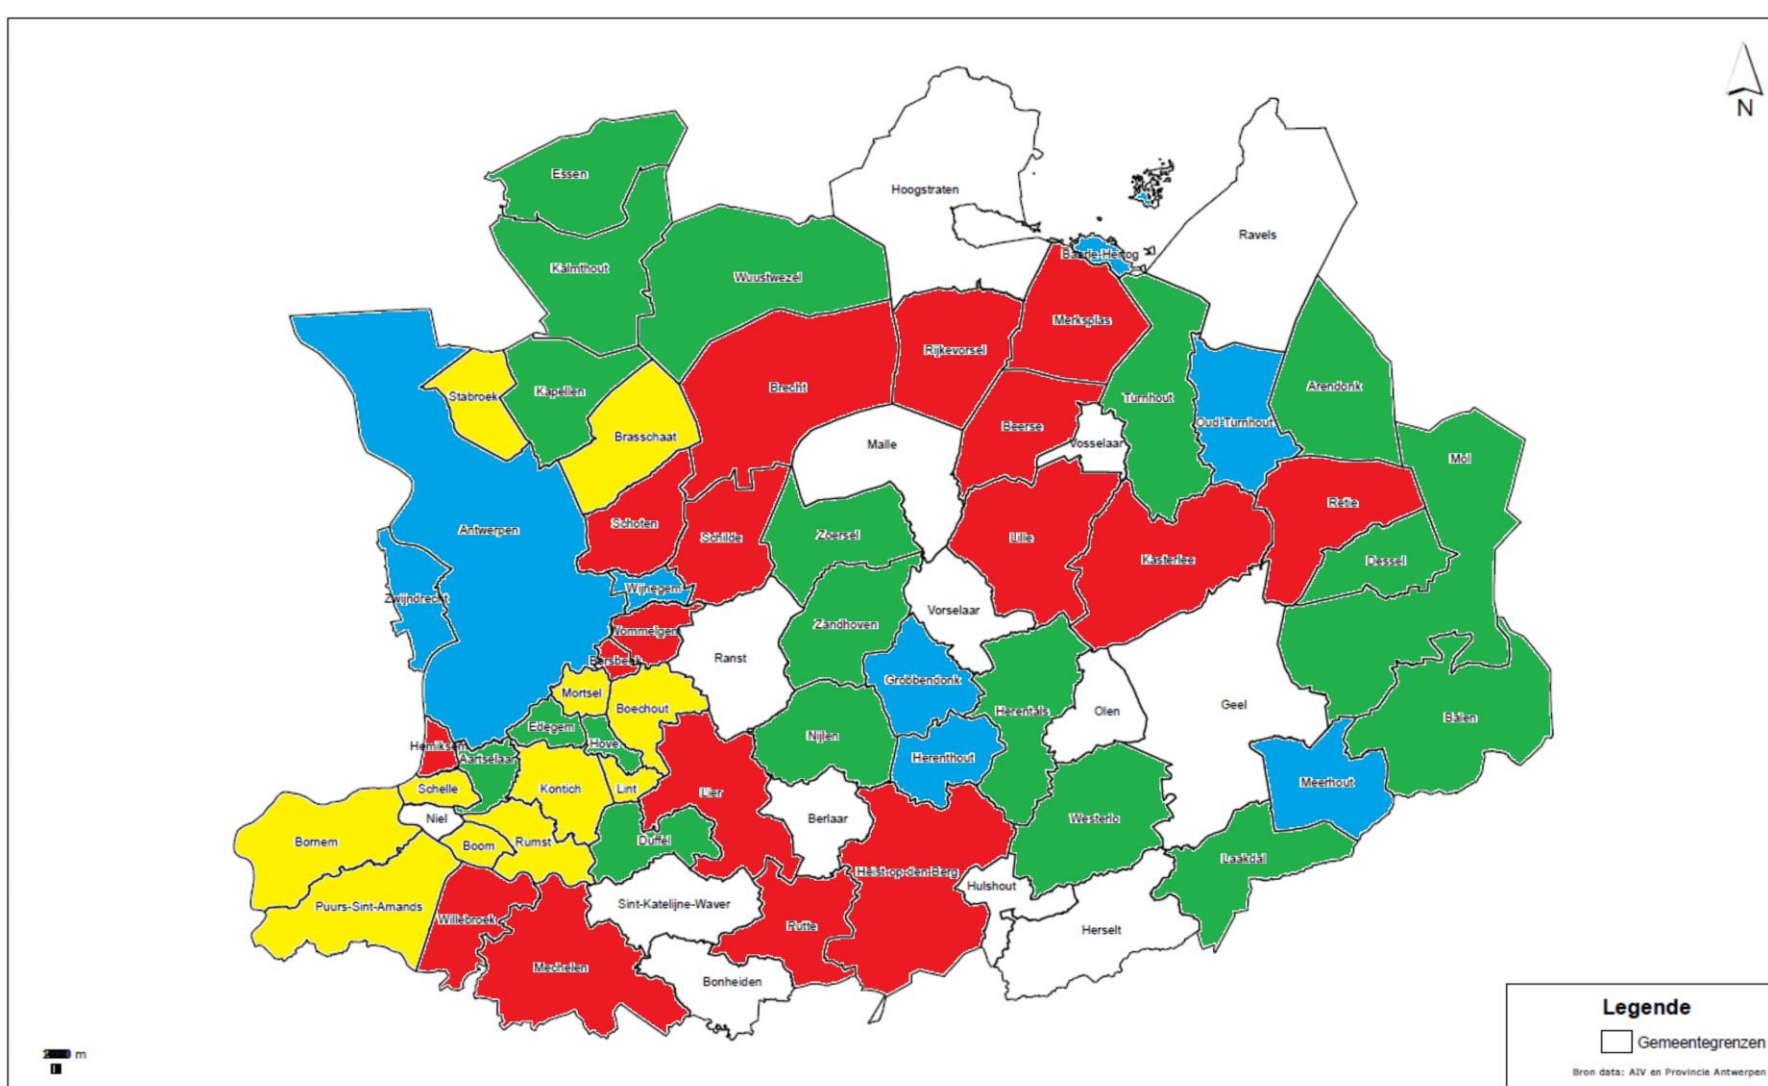 N
Essen
Hoogstraten
Ravels
Baarle-Hertog
Kalmthout
Wuustwezel
Merksplas
Rijkevorsel
Stabroek
Kapellen
Brecht
Turnhout
Arendonk
Brasschaat
Malle
Beerse
Vosselaar
Oud-Turnhout
Mol
Antwerpen
Schoten
Schilde
Zoersel
Lille
Kasterlee
Retie
Dessel
Zwijndrecht
Wijnegem
Wommelgem
Vorselaar
Zandhoven
Borsbeek
Ranst
Mortsel
Boechout
Grobbendonk
Herentals
Olen
Geel
Balen
Edegem
Hove
Nijlen
Hemiksem
Aartselaar
Herenthout
Meerhout
Schelle
Kontich
Lint
Lier
Niel
Berlaar
Westerlo
Bornem
Boom
Rumst
Duffel
Laakdal
Heist-op-den-Berg
Hulshout
Puurs-Sint-Amands
Willebroek
Sint-Katelijne-Waver
Putte
Herselt
Mechelen
Bonheiden
m
Legende
Gemeentegrenzen
Bron data: AIV en Provincie Antwerpen